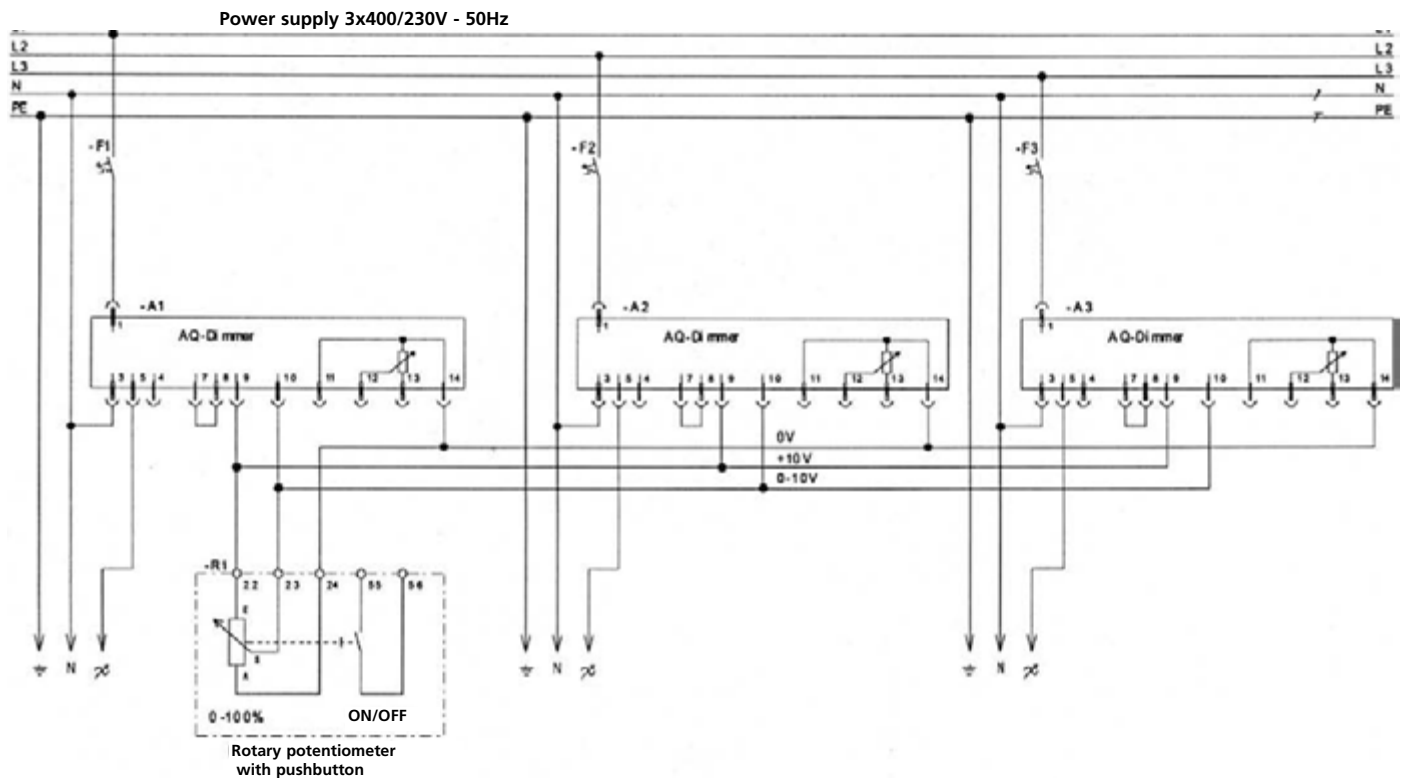 Power supply 3x400/230V - 50Hz
L2 L2
L3 L3
N N
PE PE
-F1 -F2 -F3
-A1 -A2 -A3
1 1 1
AQ-Dimmer AQ-Dimmer AQ-Dimmer
3 5 4 7 8 9 10 11 12 13 14 3 5 4 7 8 9 10 11 12 13 14 3 5 4 7 8 9 10 11 12 13 14
0V
+10V
0-10V
-R1
22 23 24 55 56
E
S
A
N N N
0-100% ON/OFF
Rotary potentiometer
with pushbutton